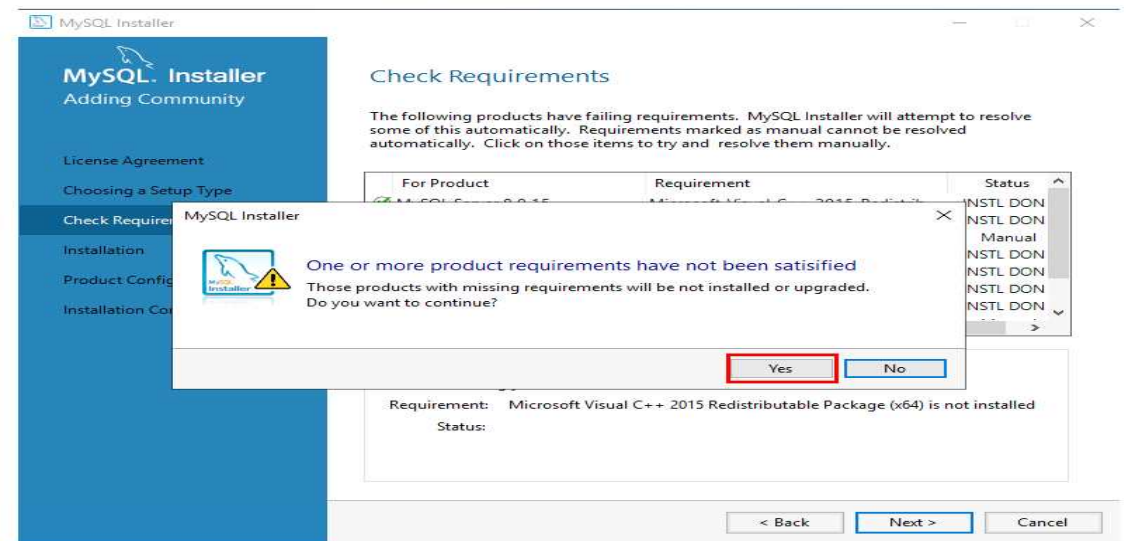 MySQL Installer
MySQL. Installer
Adding Community
License Agreement
Choosing a Setup Type
Check Requirer
Installation
Product Config
Installation Co
Check Requirements
The following products have failing requirements. MySQL Installer will attempt to resolve
some of this automatically. Requirements marked as manual cannot be resolved
automatically. Click on those items to try and resolve them manually.
For Product Requirement Status
INSTL DON
NSTL DON
Manual
NSTL DON
NSTL DON
NSTL DON
NSTL DON
MySQL Installer
MySQL
Installer
One or more product requirements have not been satisified
Those products with missing requirements will be not installed or upgraded.
Do you want to continue?
Yes No
Requirement: Microsoft Visual C++ 2015 Redistributable Package (x64) is not installed
Status:
< Back Next > Cancel